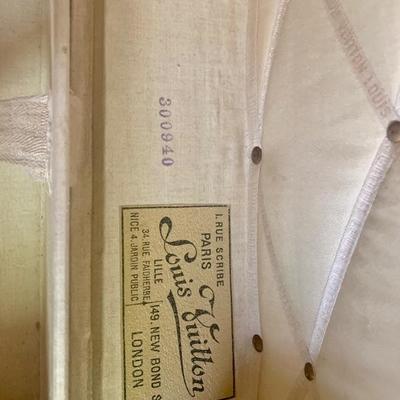 300940
1. RUE SCRIBE
PARIS
Louis Vuitton
LILLE
34. RUE. FAIDHERBE.
NICE 4. JARDIN PUBLIC
149. NEW BOND S
LONDON